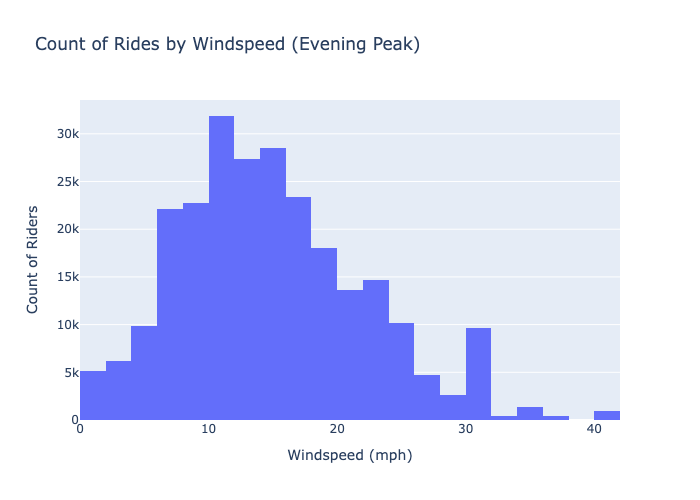 Count of Rides by Windspeed (Evening Peak)
30k
25k
20k
15k
10k
5k
0
Count of Riders
0 10 20 30 40
Windspeed (mph)